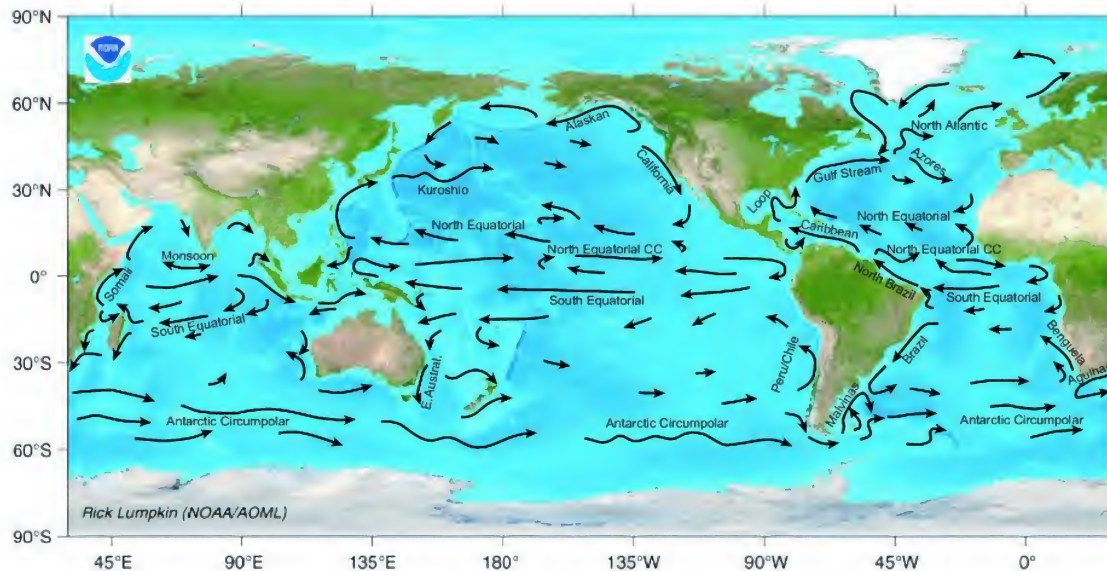 90°N
NOAA
60°N
Alaskan
North Atlantic
California
Gulf Stream
Azores
Kuroshio
30°N
Loop
North Equatorial
North Equatorial
Caribbean
Monsoon
North Equatorial CC
North Equatorial CC
0°
Somali
North Brazil
South Equatorial
South Equatorial
South Equatorial
Brazil
Benguela
30°S
E.Austral.
Peru/Chile
Agulhas
Malvinas
Antarctic Circumpolar
Antarctic Circumpolar
Antarctic Circumpolar
60°S
Rick Lumpkin (NOAA/AOML)
90°S
45°E
90°E
135°E
180°
135°W
90°W
45°W
0°